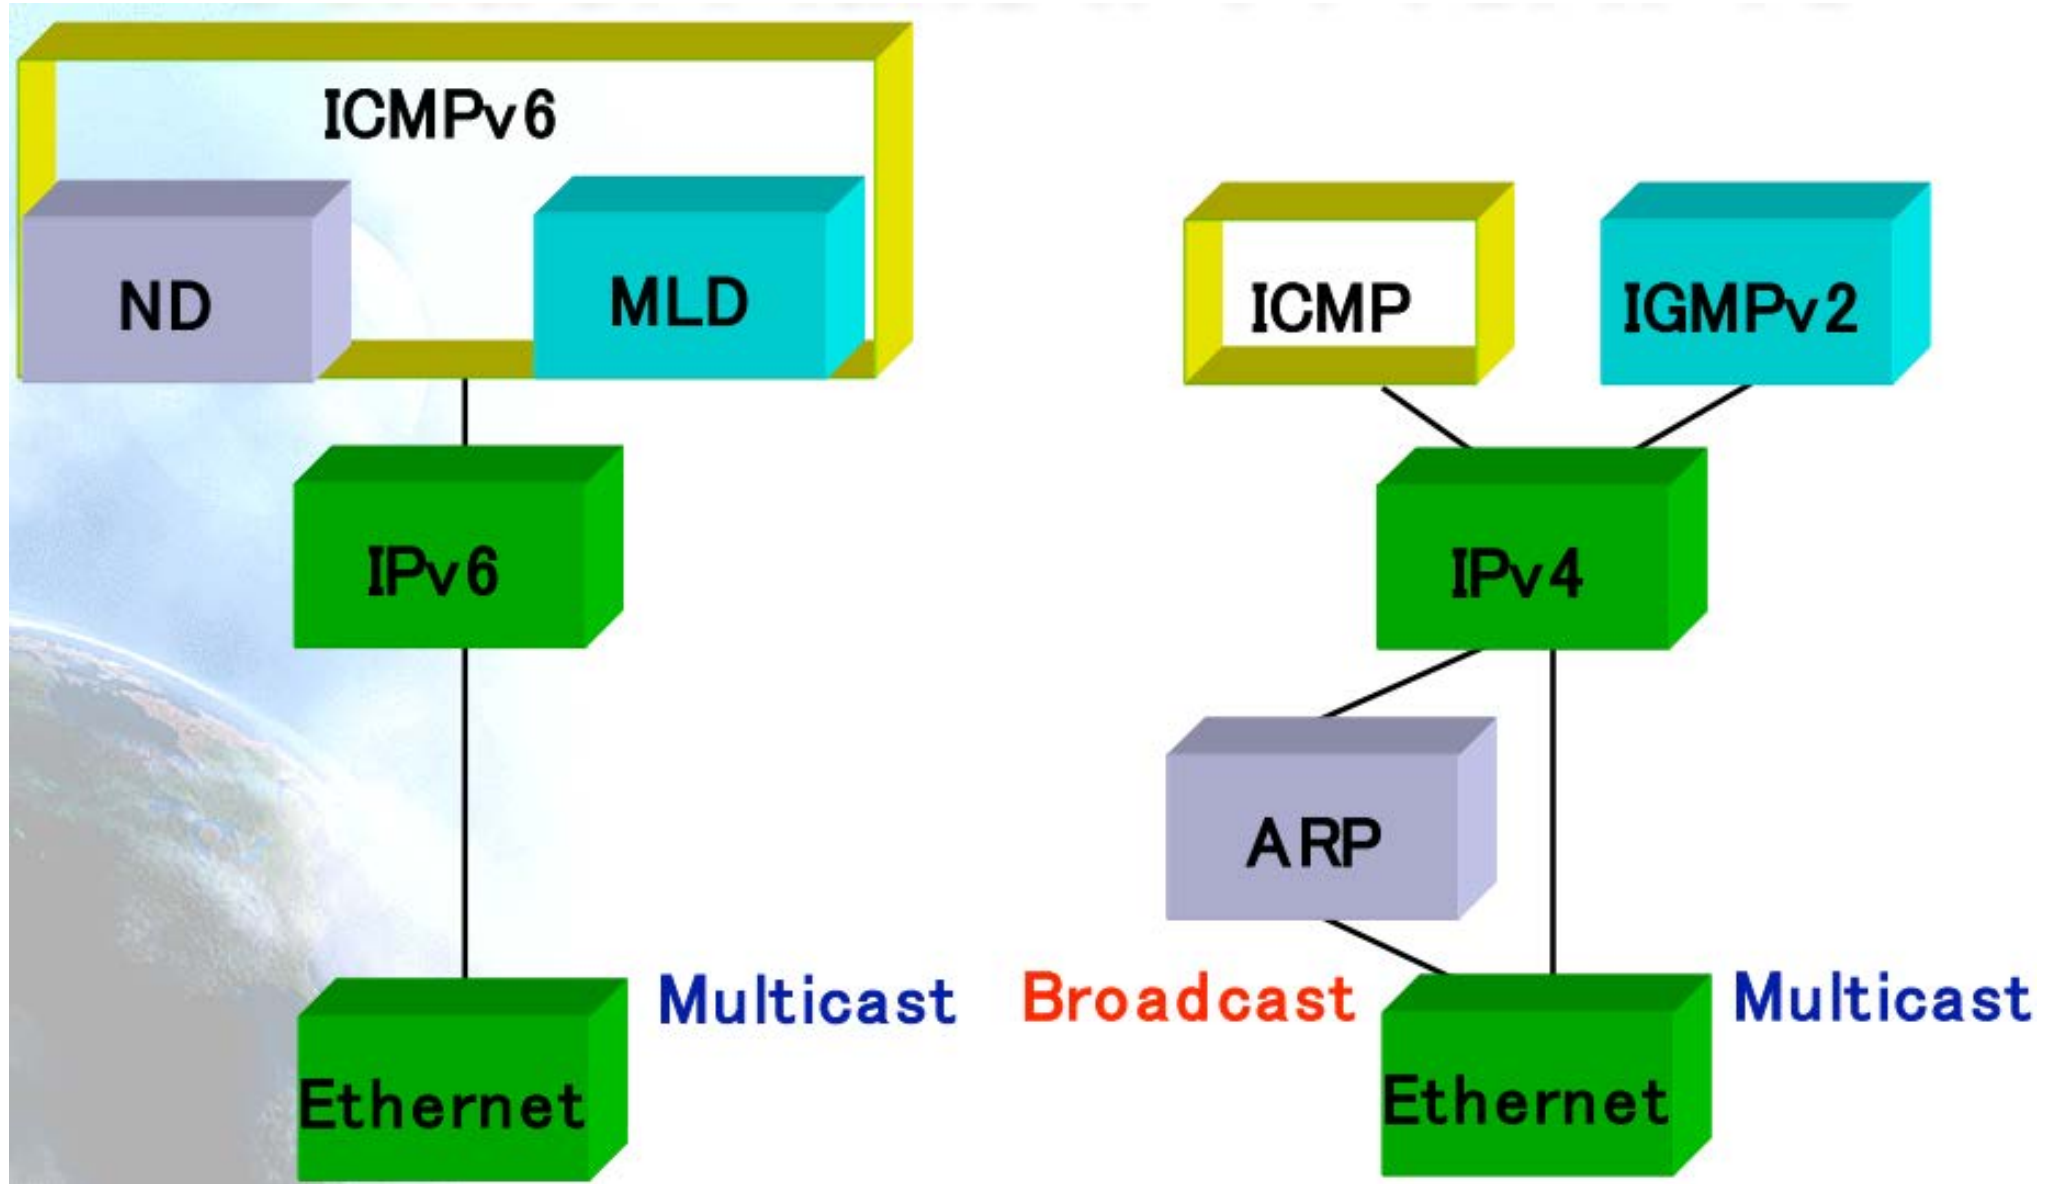 ICMPv6
ND
MLD
IPv6
Ethernet
Multicast
ICMP
IGMPv2
IPv4
ARP
Broadcast
Ethernet
Multicast